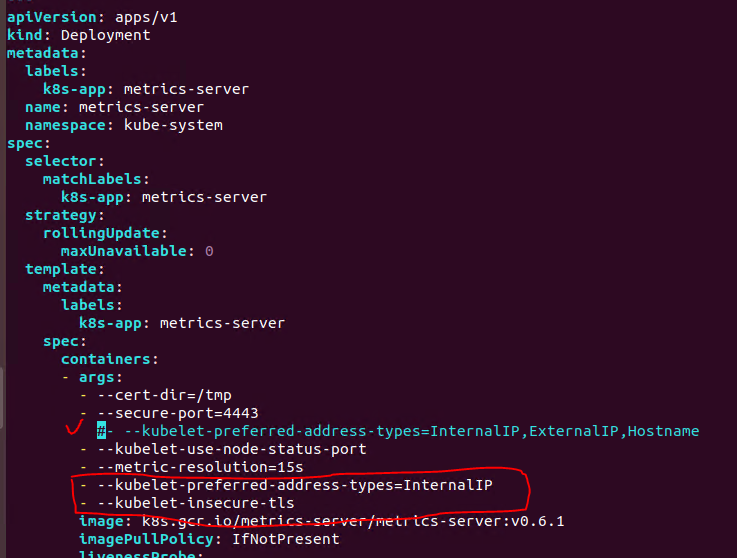 apiVersion: apps/v1
kind: Deployment
metadata:
  labels:
    k8s-app: metrics-server
  name: metrics-server
  namespace: kube-system
spec:
  selector:
    matchLabels:
      k8s-app: metrics-server
  strategy:
    rollingUpdate:
      maxUnavailable: 0
  template:
    metadata:
      labels:
        k8s-app: metrics-server
    spec:
      containers:
      - args:
        - --cert-dir=/tmp
        - --secure-port=4443
          #- --kubelet-preferred-address-types=InternalIP,ExternalIP,Hostname
        - --kubelet-use-node-status-port
        - --metric-resolution=15s
        - --kubelet-preferred-address-types=InternalIP
        - --kubelet-insecure-tls
        image: k8s.gcr.io/metrics-server/metrics-server:v0.6.1
        imagePullPolicy: IfNotPresent
        livenessProbe: